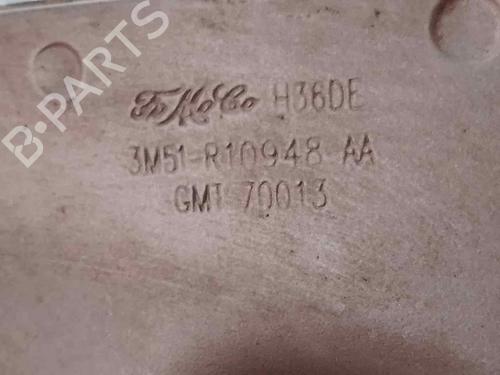 B-PARTS
FoMoCo H36DE
3M51-R10948 AA
GMT 70013